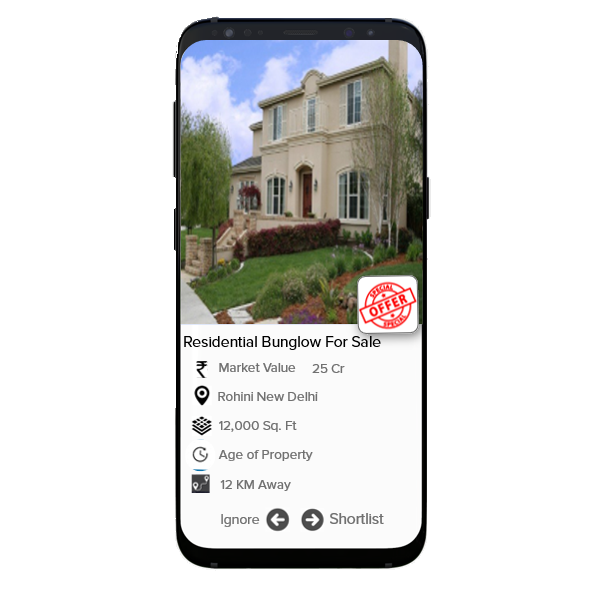 SPECIAL
OFFER
SPECIAL
Residential Bunglow For Sale
₹ Market Value 25 Cr
Rohini New Delhi
12,000 Sq. Ft
Age of Property
12 KM Away
Ignore Shortlist